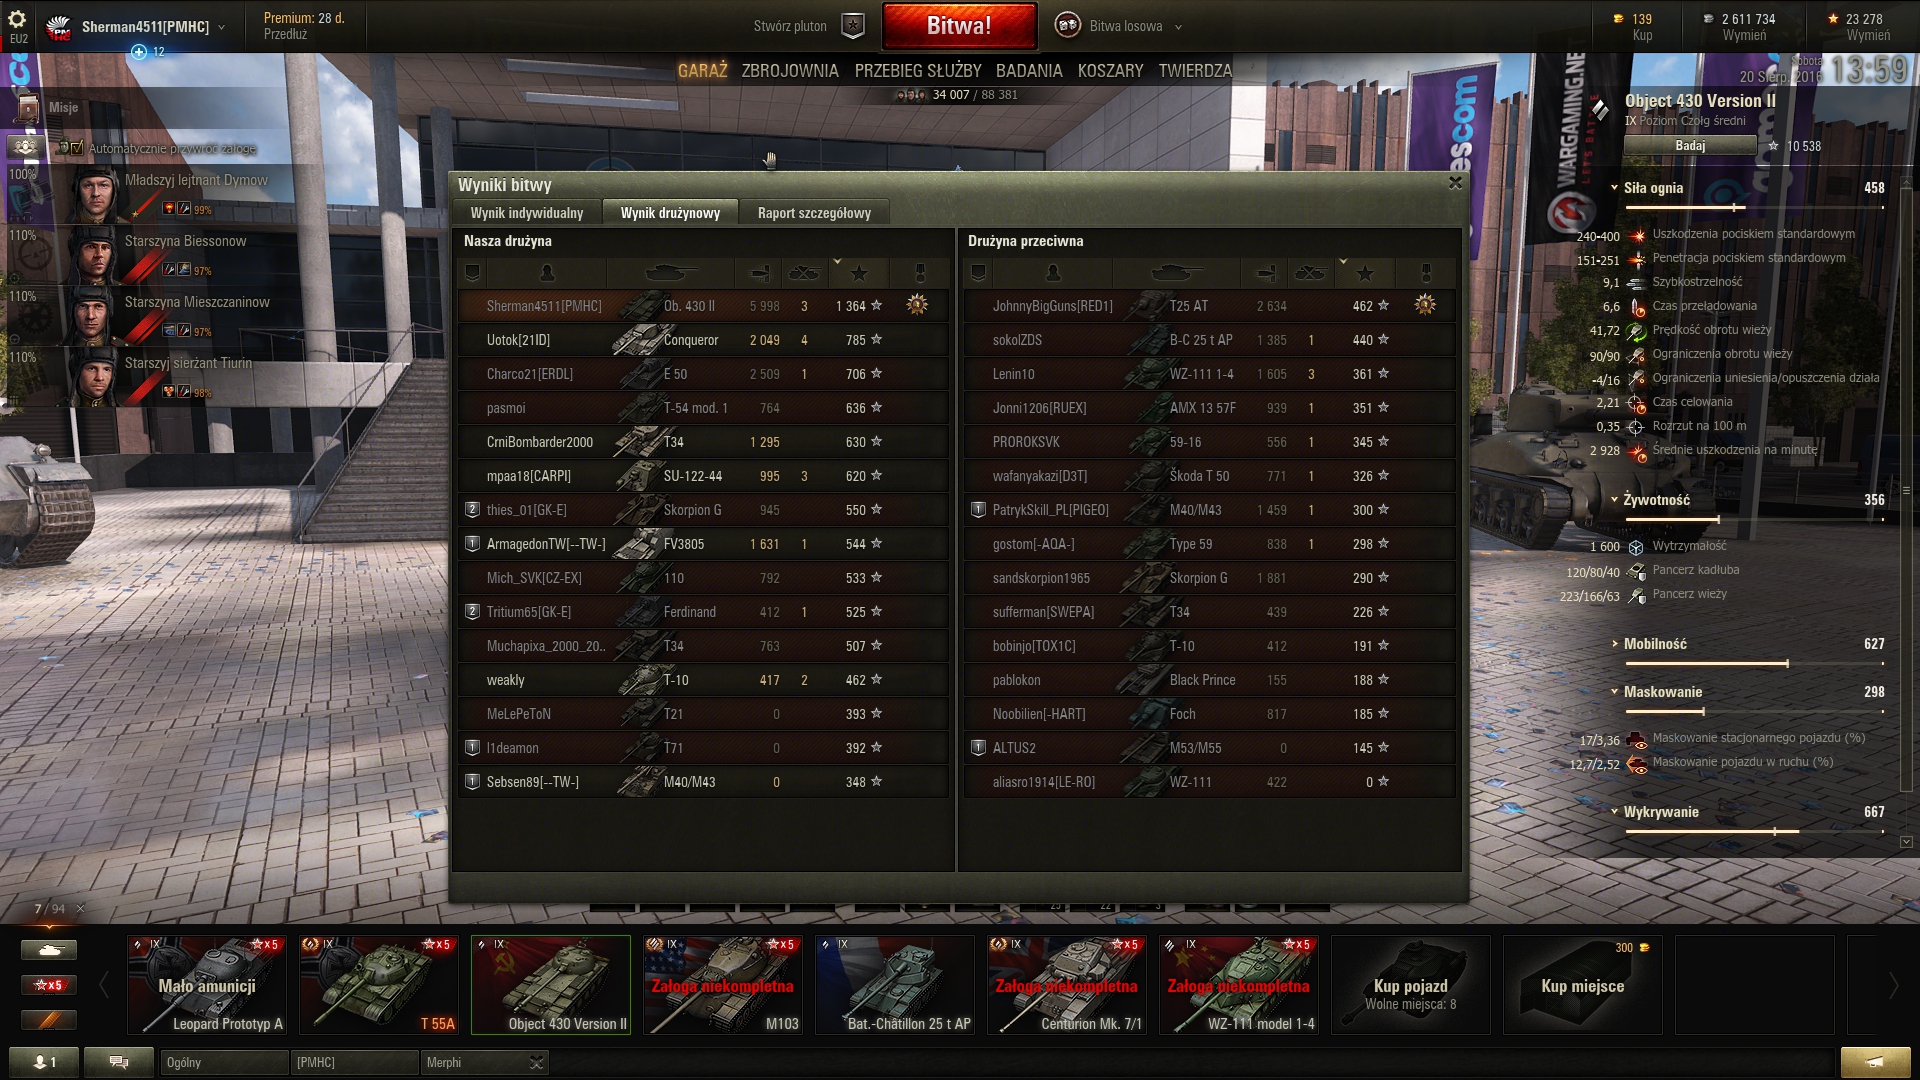 EU2
Sherman4511[PMHC]
12
Premium: 28 d.
Przedłuż
Stwórz pluton
Bitwa!
Bitwa losowa
139
Kup
2 611 734
Wymień
23 278
Wymień
GARAŻ ZBROJOWNIA PRZEBIEG SŁUŻBY BADANIA KOSZARY TWIERDZA
34 007 / 88 381
Sobota
20 Sierp. 2016
13:59
Misje
Automatycznie przywróć załogę
100%
Młodszyj lejtnant Dymow
99%
110%
Starszyna Biessonow
97%
110%
Starszyna Mieszczaninow
97%
110%
Starszyj sierżant Tiurin
98%
WARGAMING.NET
LET'S BATTLE
escom
Wyniki bitwy
Wynik indywidualny
Wynik drużynowy
Raport szczegółowy
Nasza drużyna
Sherman4511[PMHC] Ob. 430 II 5 998 3 1 364
Uotok[21ID] Conqueror 2 049 4 785
Charco21[ERDL] E 50 2 509 1 706
pasmoi T-54 mod. 1 764 636
CrniBombarder2000 T34 1 295 630
mpaa18[CARPI] SU-122-44 995 3 620
2 thies_01[GK-E] Skorpion G 945 550
1 ArmagedonTW[--TW-] FV3805 1 631 1 544
Mich_SVK[CZ-EX] 110 792 533
2 Tritium65[GK-E] Ferdinand 412 1 525
Muchapixa_2000_20.. T34 763 507
weakly T-10 417 2 462
MeLePeToN T21 0 393
1 l1deamon T71 0 392
1 Sebsen89[--TW-] M40/M43 0 348
Drużyna przeciwna
JohnnyBigGuns[RED1] T25 AT 2 634 462
sokolZDS B-C 25 t AP 1 385 1 440
Lenin10 WZ-111 1-4 1 605 3 361
Jonni1206[RUEX] AMX 13 57F 939 1 351
PROROKSVK 59-16 556 1 345
wafanyakazi[D3T] Škoda T 50 771 1 326
1 PatrykSkill_PL[PIGEO] M40/M43 1 459 1 300
gostom[-AQA-] Type 59 838 1 298
sandskorpion1965 Skorpion G 1 881 290
sufferman[SWEPA] T34 439 226
bobinjo[TOX1C] T-10 412 191
pablokon Black Prince 155 188
Noobilien[-HART] Foch 817 185
1 ALTUS2 M53/M55 0 145
aliasro1914[LE-RO] WZ-111 422 0
Object 430 Version II
IX Poziom Czołg średni
Badaj
10 538
Siła ognia 458
240-400 Uszkodzenia pociskiem standardowym
151-251 Penetracja pociskiem standardowym
9,1 Szybkostrzelność
6,6 Czas przeładowania
41,72 Prędkość obrotu wieży
90/90 Ograniczenia obrotu wieży
-4/16 Ograniczenia uniesienia/opuszczenia działa
2,21 Czas celowania
0,35 Rozrzut na 100 m
2 928 Średnie uszkodzenia na minutę
Żywotność 356
1 600 Wytrzymałość
120/80/40 Pancerz kadłuba
223/166/63 Pancerz wieży
Mobilność 627
Maskowanie 298
17/3,36 Maskowanie stacjonarnego pojazdu (%)
12,7/2,52 Maskowanie pojazdu w ruchu (%)
Wykrywanie 667
7 / 94
x5
IX x5
Mało amunicji
Leopard Prototyp A
IX x5
T 55A
IX
Object 430 Version II
IX x5
Załoga niekompletna
M103
IX
Bat.-Châtillon 25 t AP
IX x5
Załoga niekompletna
Centurion Mk. 7/1
IX x5
Załoga niekompletna
WZ-111 model 1-4
Kup pojazd
Wolne miejsca: 8
300
Kup miejsce
1
Ogólny
[PMHC]
Merphi